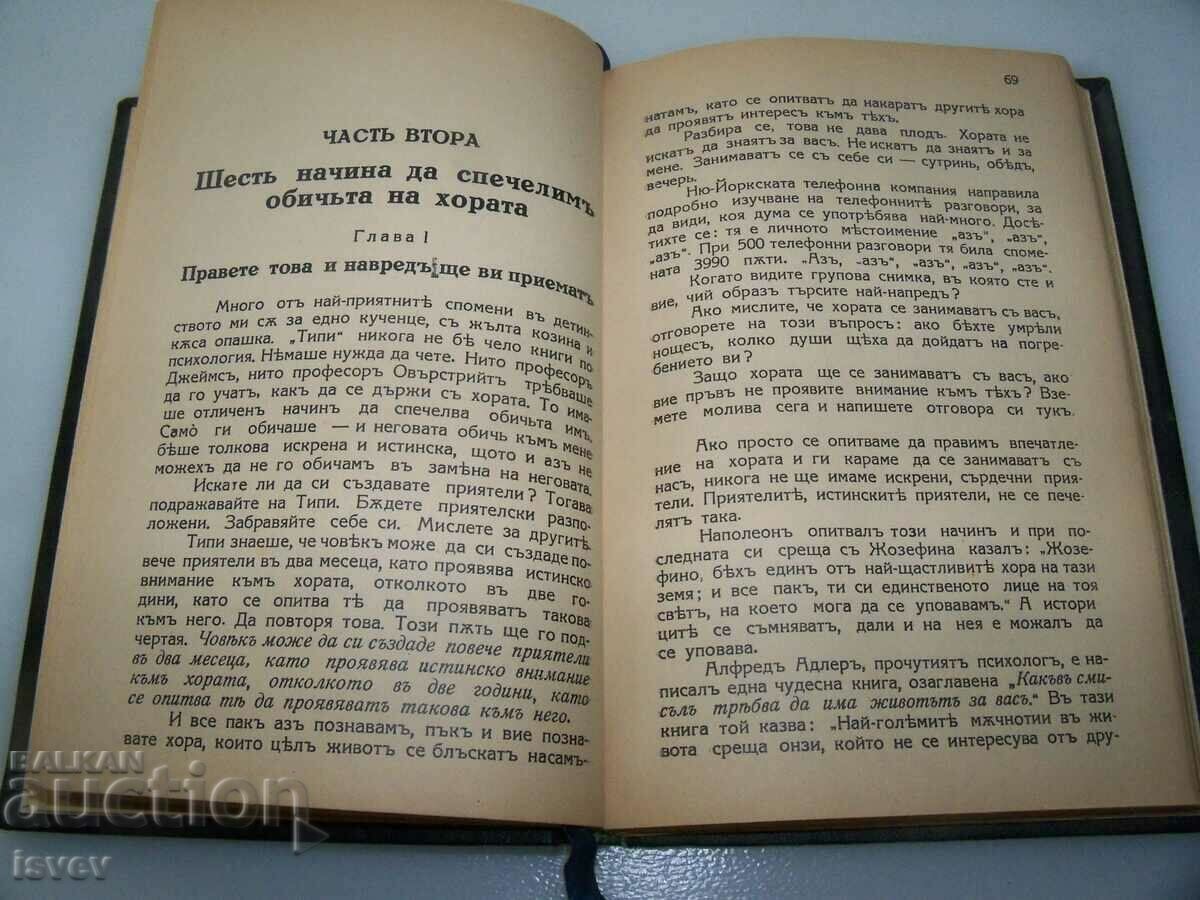 ЧАСТЬ ВТОРА
Шесть начина да спечелимъ
обичьта на хората
Глава I
Правете това и навредъ ще ви приематъ
Много отъ най-приятнитѣ спомени въ детин-
ството ми сѫ за едно кученце, съ жълта козина и
кѫса опашка. „Типи“ никога не бѣ чело книги по
психология. Нѣмаше нужда да чете. Нито професоръ
Джеймсъ, нито професоръ Овърстрийтъ трѣбваше
да го учатъ, какъ да се държи съ хората. То има-
ше отличенъ начинъ да спечелва обичьта имъ.
Само̀ ги обичаше — и неговата обичь къмъ мене
бѣше толкова искрена и истинска, щото и азъ не
можехъ да не го обичамъ въ замѣна на неговата.
Искате ли да си създавате приятели? Тогава
подражавайте на Типи. Бѫдете приятелски разпо-
ложени. Забравяйте себе си. Мислете за другитѣ.
Типи знаеше, че човѣкъ може да си създаде по-
вече приятели въ два месеца, като проявява истинско
внимание къмъ хората, отколкото въ две го-
дини, като се опитва тѣ да проявяватъ такова
къмъ него. Да повторя това. Този пѫть ще го под-
чертая. Човѣкъ може да си създаде повече приятели
въ два месеца, като проявява истинско внимание
къмъ хората, отколкото въ две години, като
се опитва тѣ да проявяватъ такова къмъ него.
И все пакъ азъ познавамъ, пъкъ и вие позна-
вате хора, които цѣлъ животъ се блъскатъ насамъ-
69
натамъ, като се опитватъ да накаратъ другитѣ хора
да проявятъ интересъ къмъ тѣхъ.
Разбира се, това не дава плодъ. Хората не
искатъ да знаятъ за васъ. Не искатъ да знаятъ и за
мене. Занимаватъ се съ себе си — сутринь, обѣдъ,
вечерь.
Ню-Йоркската телефонна компания направила
подробно изучване на телефоннитѣ разговори, за
да види, коя дума се употрѣбява най-много. Досѣ-
тихте се: тя е личното местоимение „азъ“, „азъ“,
„азъ“. При 500 телефонни разговори тя била споме-
ната 3990 пѫти. „Азъ, „азъ“, „азъ“, „азъ“, „азъ“.
Когато видите групова снимка, въ която сте и
вие, чий образъ търсите най-напредъ?
Ако мислите, че хората се занимаватъ съ васъ,
отговорете на този въпросъ: ако бѣхте умрѣли
нощесъ, колко души щѣха да дойдатъ на погре-
бението ви?
Защо хората ще се занимаватъ съ васъ, ако
вие пръвъ не проявите внимание къмъ тѣхъ? Взе-
мете молива сега и напишете отговора си тукъ.
Ако просто се опитваме да правимъ впечатле-
ние на хората и ги караме да се занимаватъ съ
насъ, никога не ще имаме искрени, сърдечни прия-
тели. Приятелитѣ, истинскитѣ приятели, не се пече-
лятъ така.
Наполеонъ опитвалъ този начинъ и при по-
следната си среща съ Жозефина казалъ: „Жозе-
фино, бѣхъ единъ отъ най-щастливитѣ хора на тази
земя; и все пакъ, ти си единственото лице на тоя
свѣтъ, на което мога да се уповавамъ.“ А истори
цитѣ се съмняватъ, дали и на нея е можалъ да
се уповава.
Алфредъ Адлеръ, прочутиятъ психологъ, е на-
писалъ една чудесна книга, озаглавена „Какъвъ сми-
сълъ трѣбва да има животътъ за васъ.“ Въ тази
книга той казва: „Най-голѣмитѣ мѫчнотии въ жи-
вота среща онзи, който не се интересува отъ дру-
BALKAN
auction
isvev